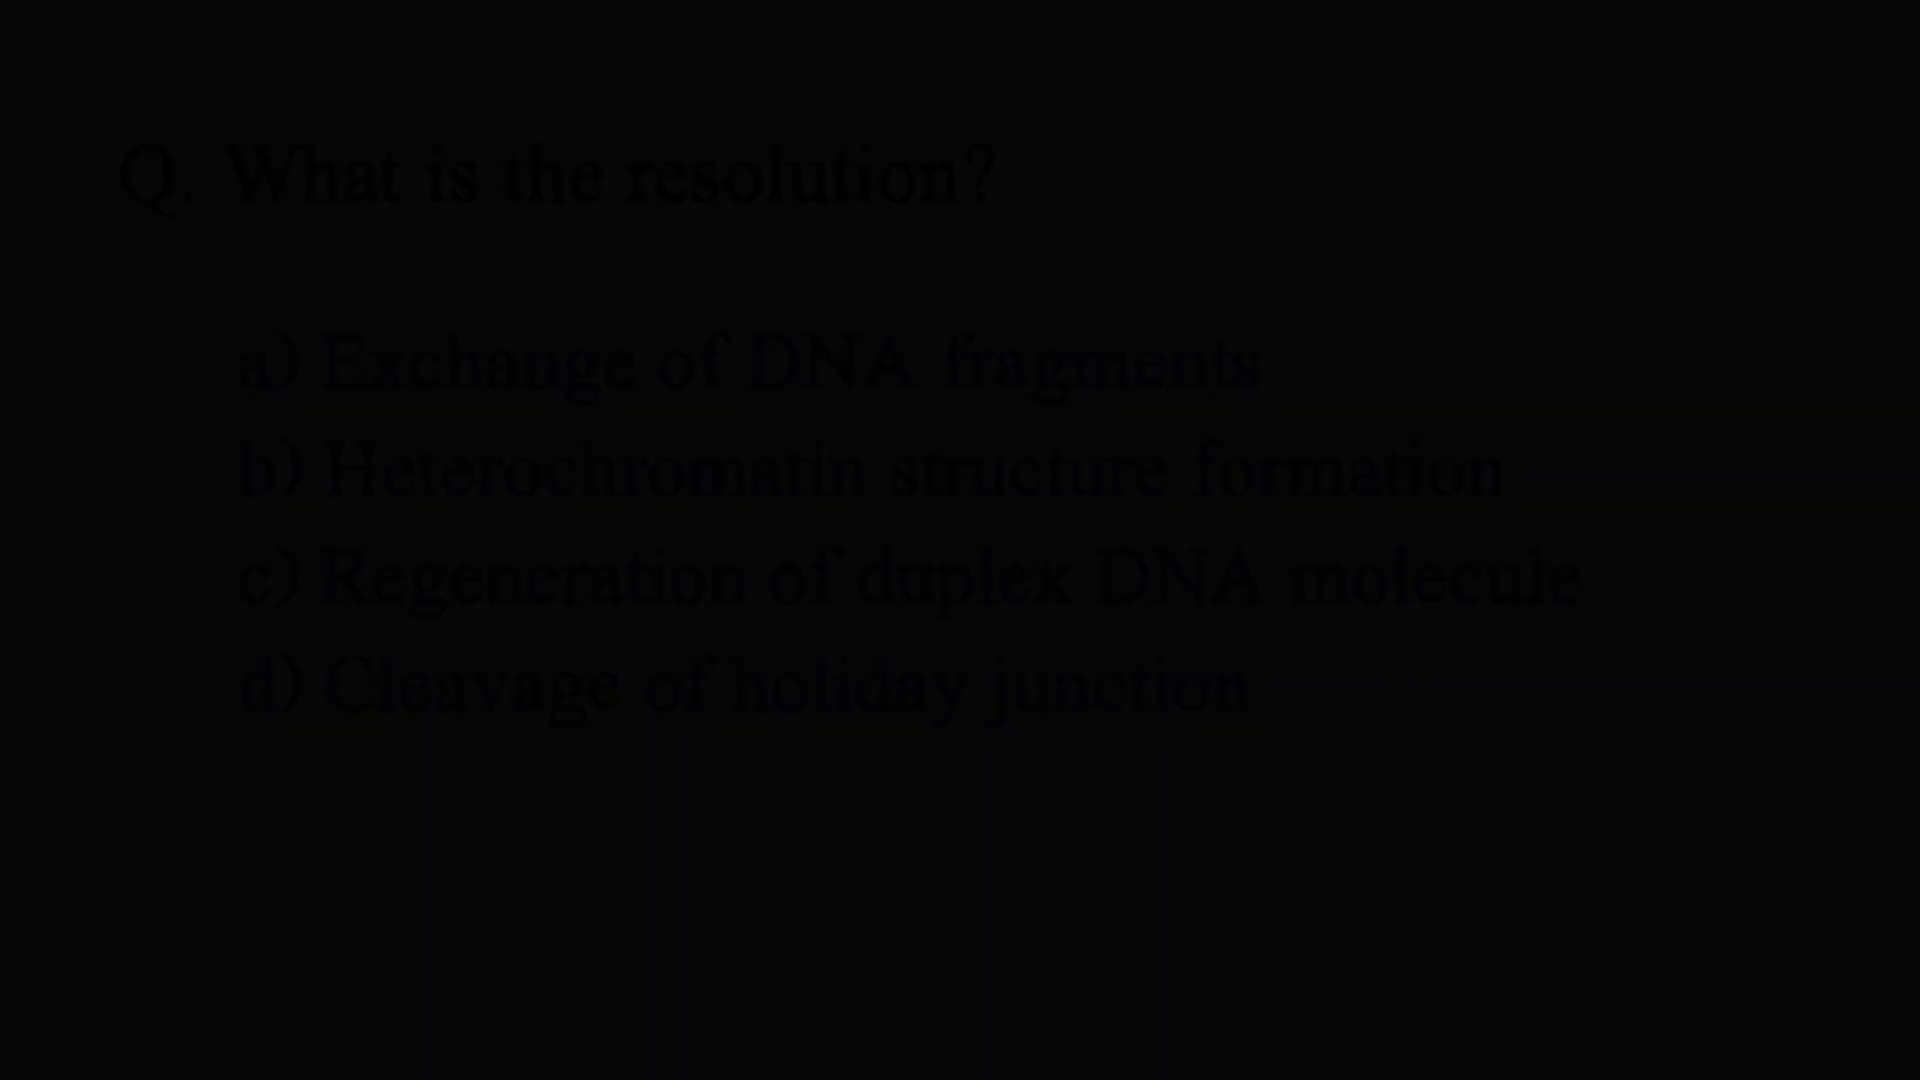 Q. What is the resolution?
a) Exchange of DNA fragments
b) Heterochromatin structure formation
c) Regeneration of duplex DNA molecule
d) Cleavage of holiday junction